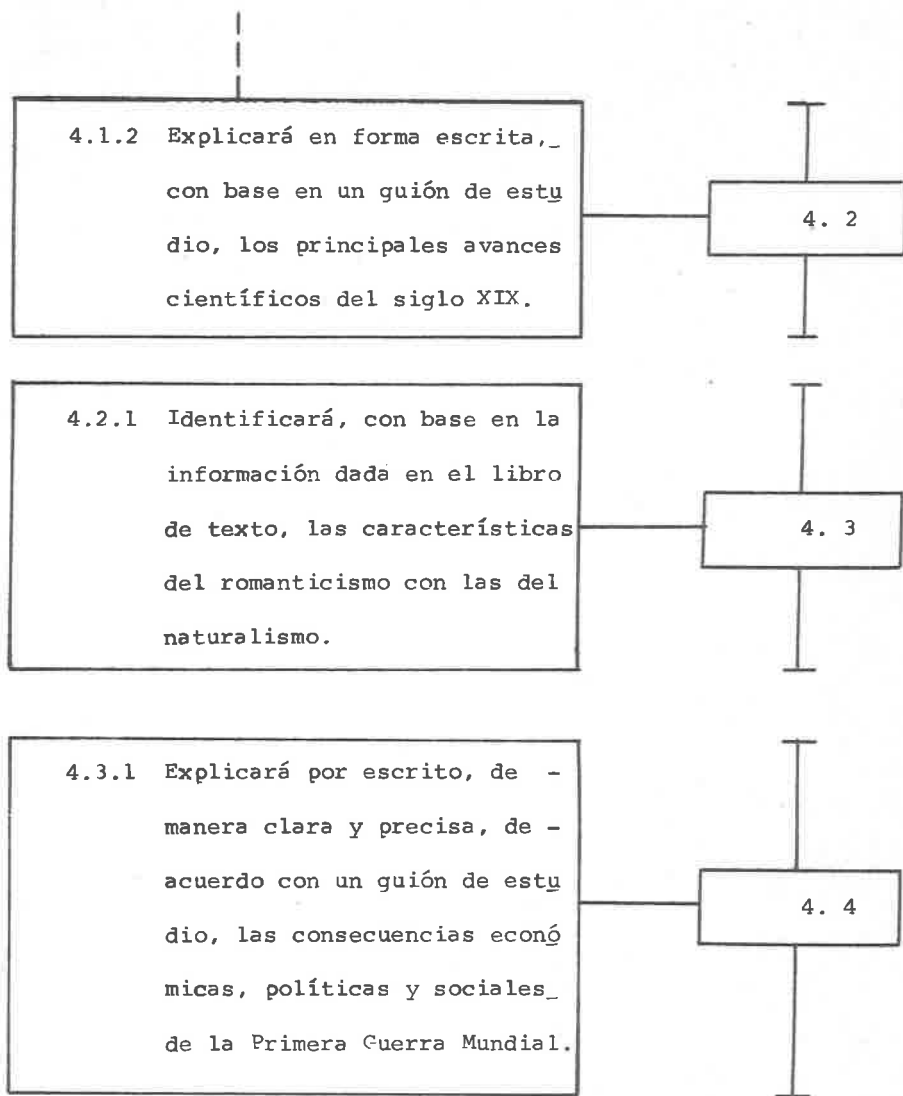 4.1.2 Explicará en forma escrita,_
con base en un guión de estu
dio, los principales avances
científicos del siglo XIX.
4. 2
4.2.1 Identificará, con base en la
información dada en el libro
de texto, las características
del romanticismo con las del
naturalismo.
4. 3
4.3.1 Explicará por escrito, de -
manera clara y precisa, de -
acuerdo con un guión de estu
dio, las consecuencias econó
micas, políticas y sociales_
de la Primera Guerra Mundial.
4. 4